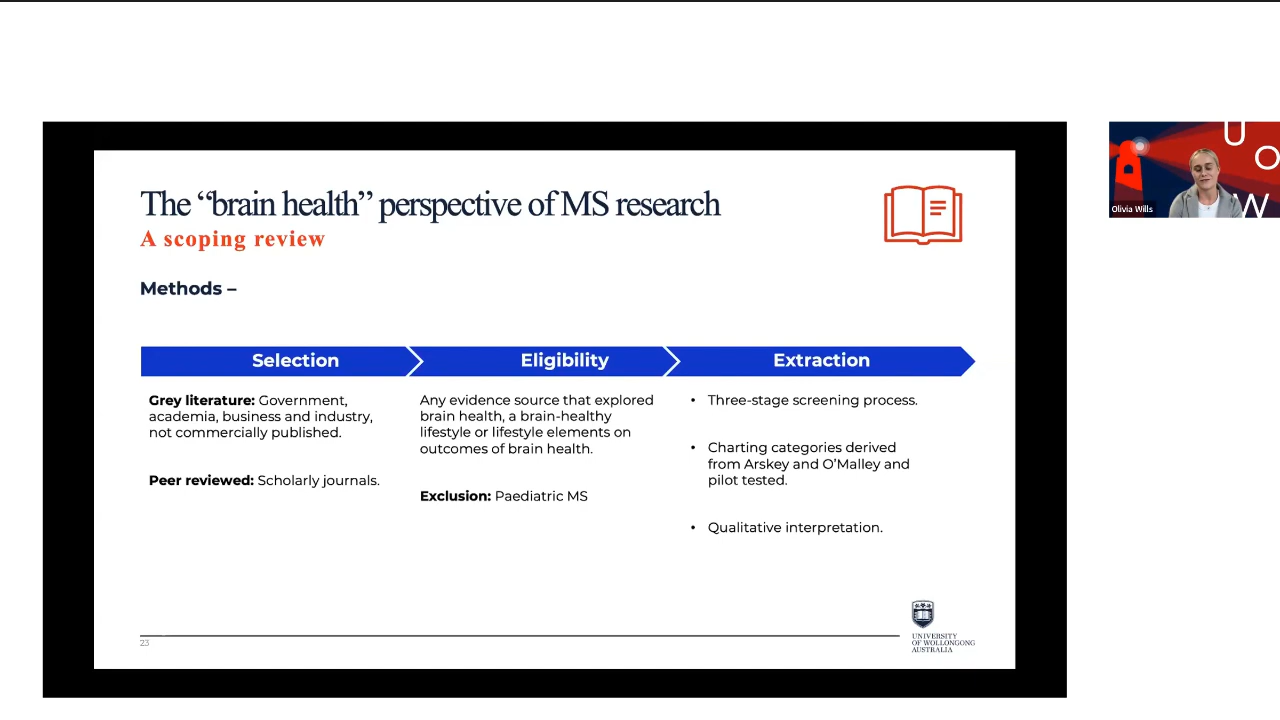 The “brain health” perspective of MS research
A scoping review
Methods –
Selection
Eligibility
Extraction
Grey literature: Government,
academia, business and industry,
not commercially published.
Peer reviewed: Scholarly journals.
Any evidence source that explored
brain health, a brain-healthy
lifestyle or lifestyle elements on
outcomes of brain health.
Exclusion: Paediatric MS
• Three-stage screening process.
• Charting categories derived
from Arskey and O’Malley and
pilot tested.
• Qualitative interpretation.
23
UNIVERSITY
OF WOLLONGONG
AUSTRALIA
U
O
W
Olivia Wills